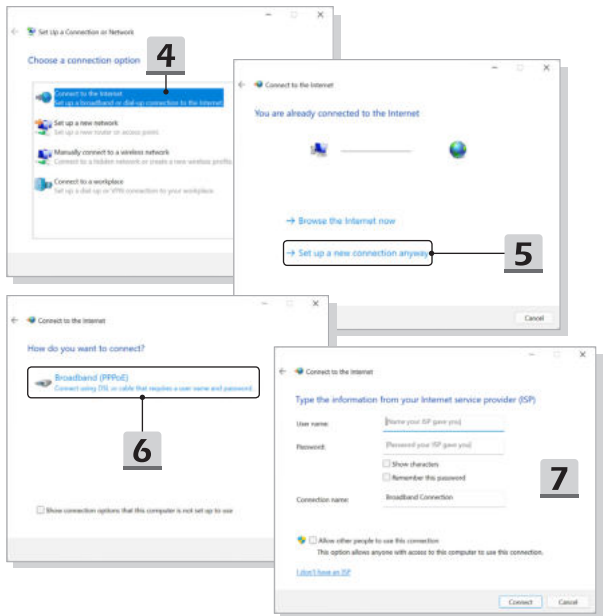 Set Up a Connection or Network
Choose a connection option
4
Connect to the Internet
Set up a broadband or dial-up connection to the Internet.
Set up a new network
Set up a new router or access point.
Manually connect to a wireless network
Connect to a hidden network or create a new wireless profile.
Connect to a workplace
Set up a dial-up or VPN connection to your workplace.
Connect to the Internet
You are already connected to the Internet
→ Browse the Internet now
→ Set up a new connection anyway
5
Cancel
Connect to the Internet
How do you want to connect?
Broadband (PPPoE)
Connect using DSL or cable that requires a user name and password.
6
Show connection options that this computer is not set up to use
Connect to the Internet
Type the information from your Internet service provider (ISP)
User name: [Name your ISP gave you]
Password: [Password your ISP gave you]
Show characters
Remember this password
7
Connection name: Broadband Connection
Allow other people to use this connection
This option allows anyone with access to this computer to use this connection.
I don't have an ISP
Connect Cancel